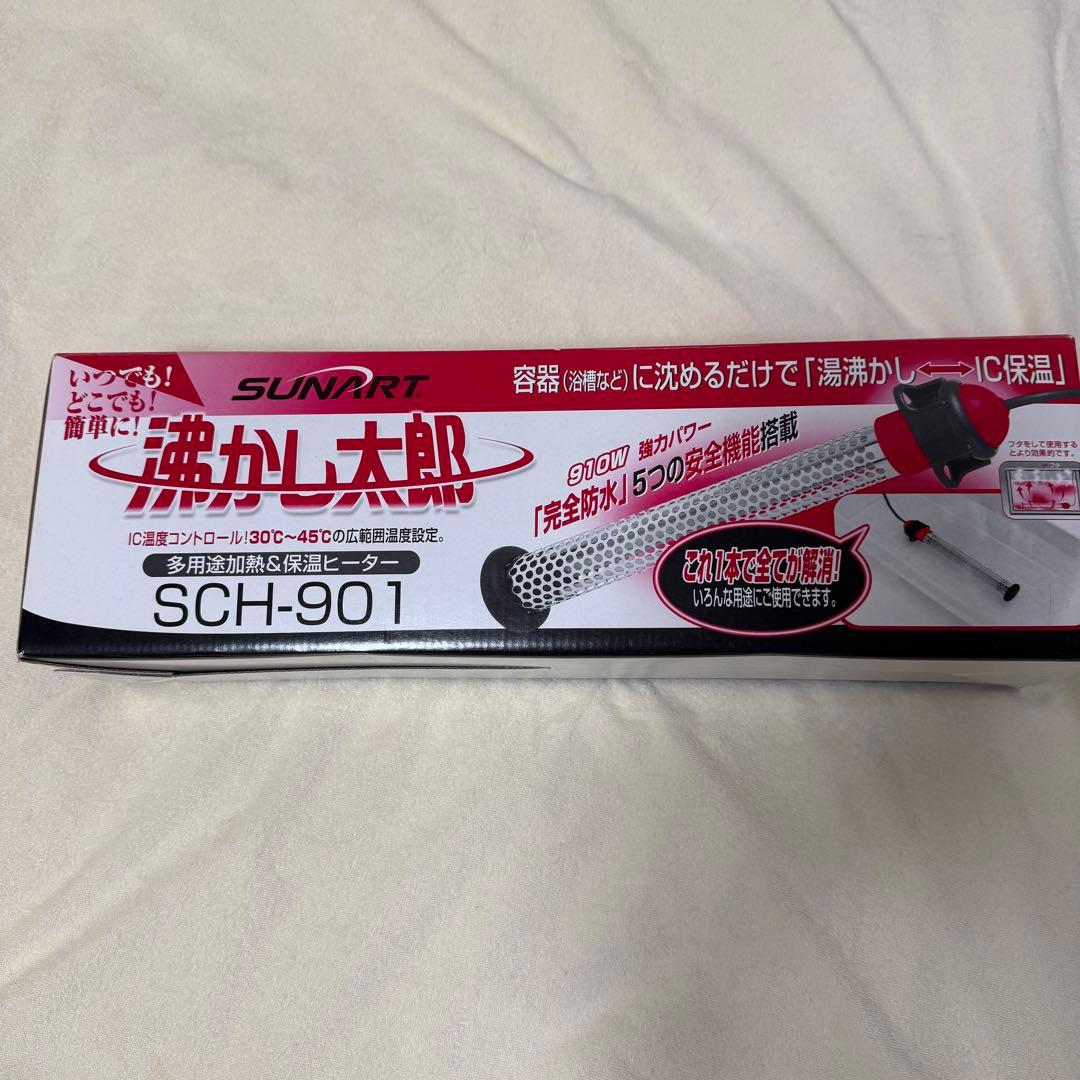 いつでも!
どこでも!
簡単に!
SUNART
沸かし太郎
IC温度コントロール!30℃～45℃の広範囲温度設定。
多用途加熱&保温ヒーター
SCH-901
容器(浴槽など)に沈めるだけで「湯沸かし⟷IC保温」
910W 強力パワー
「完全防水」5つの安全機能搭載
フタをして使用する
とより効果的です。
これ1本で全てが解消!
いろんな用途にご使用できます。